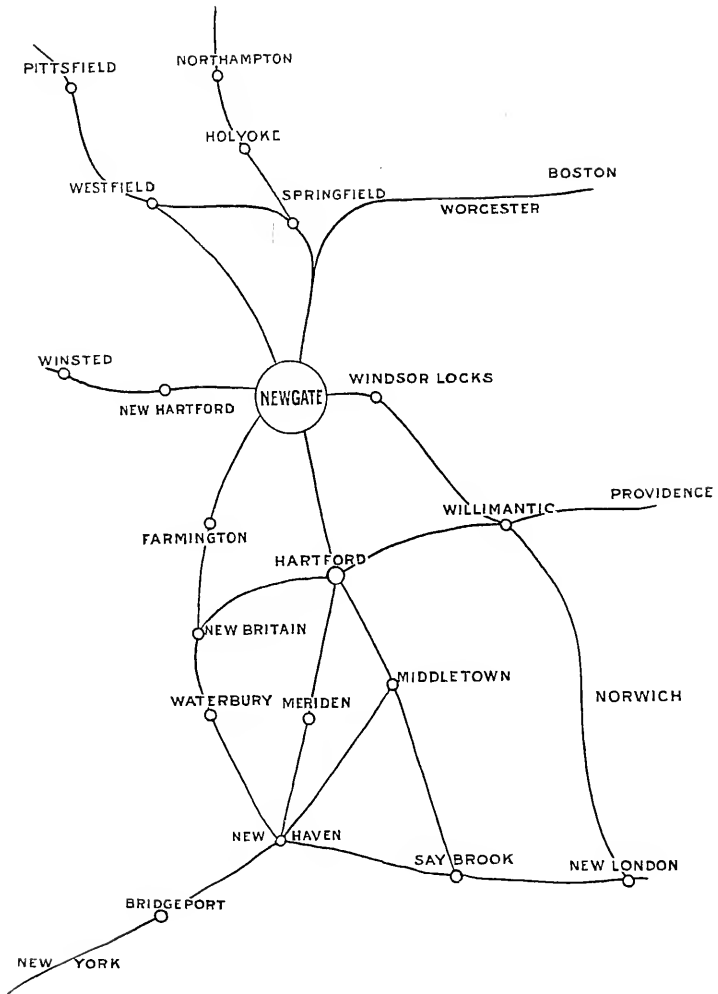 NORTHAMPTON
PITTSFIELD
HOLYOKE
BOSTON
WESTFIELD
SPRINGFIELD
WORCESTER
WINSTED
WINDSOR LOCKS
NEWGATE
NEW HARTFORD
PROVIDENCE
WILLIMANTIC
FARMINGTON
HARTFORD
NEW BRITAIN
MIDDLETOWN
NORWICH
WATERBURY
MERIDEN
NEW HAVEN
SAY BROOK
NEW LONDON
BRIDGEPORT
NEW YORK